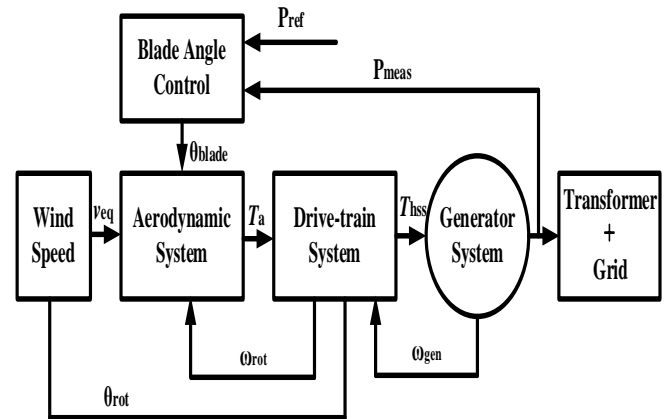 Pref
Blade Angle
Control
Pmeas
θblade
Wind
Speed
veq
Aerodynamic
System
Ta
Drive-train
System
Thss
Generator
System
Transformer
+
Grid
ωrot
ωgen
θrot